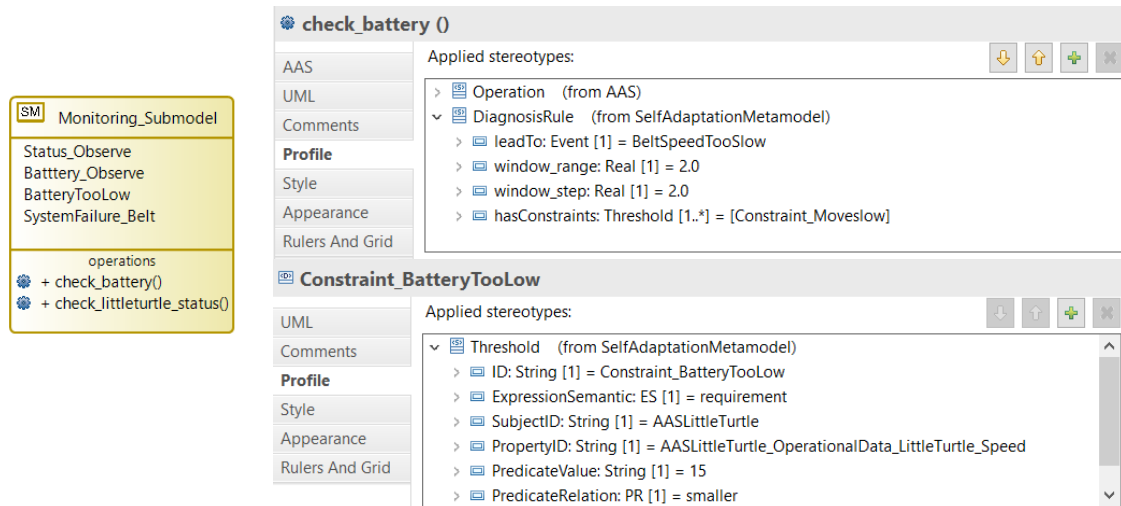 SM Monitoring_Submodel
Status_Observe
Batttery_Observe
BatteryTooLow
SystemFailure_Belt
operations
+ check_battery()
+ check_littleturtle_status()
check_battery ()
AAS
UML
Comments
Profile
Style
Appearance
Rulers And Grid
Applied stereotypes:
Operation (from AAS)
DiagnosisRule (from SelfAdaptationMetamodel)
leadTo: Event [1] = BeltSpeedTooSlow
window_range: Real [1] = 2.0
window_step: Real [1] = 2.0
hasConstraints: Threshold [1..*] = [Constraint_Moveslow]
Constraint_BatteryTooLow
UML
Comments
Profile
Style
Appearance
Rulers And Grid
Applied stereotypes:
Threshold (from SelfAdaptationMetamodel)
ID: String [1] = Constraint_BatteryTooLow
ExpressionSemantic: ES [1] = requirement
SubjectID: String [1] = AASLittleTurtle
PropertyID: String [1] = AASLittleTurtle_OperationalData_LittleTurtle_Speed
PredicateValue: String [1] = 15
PredicateRelation: PR [1] = smaller